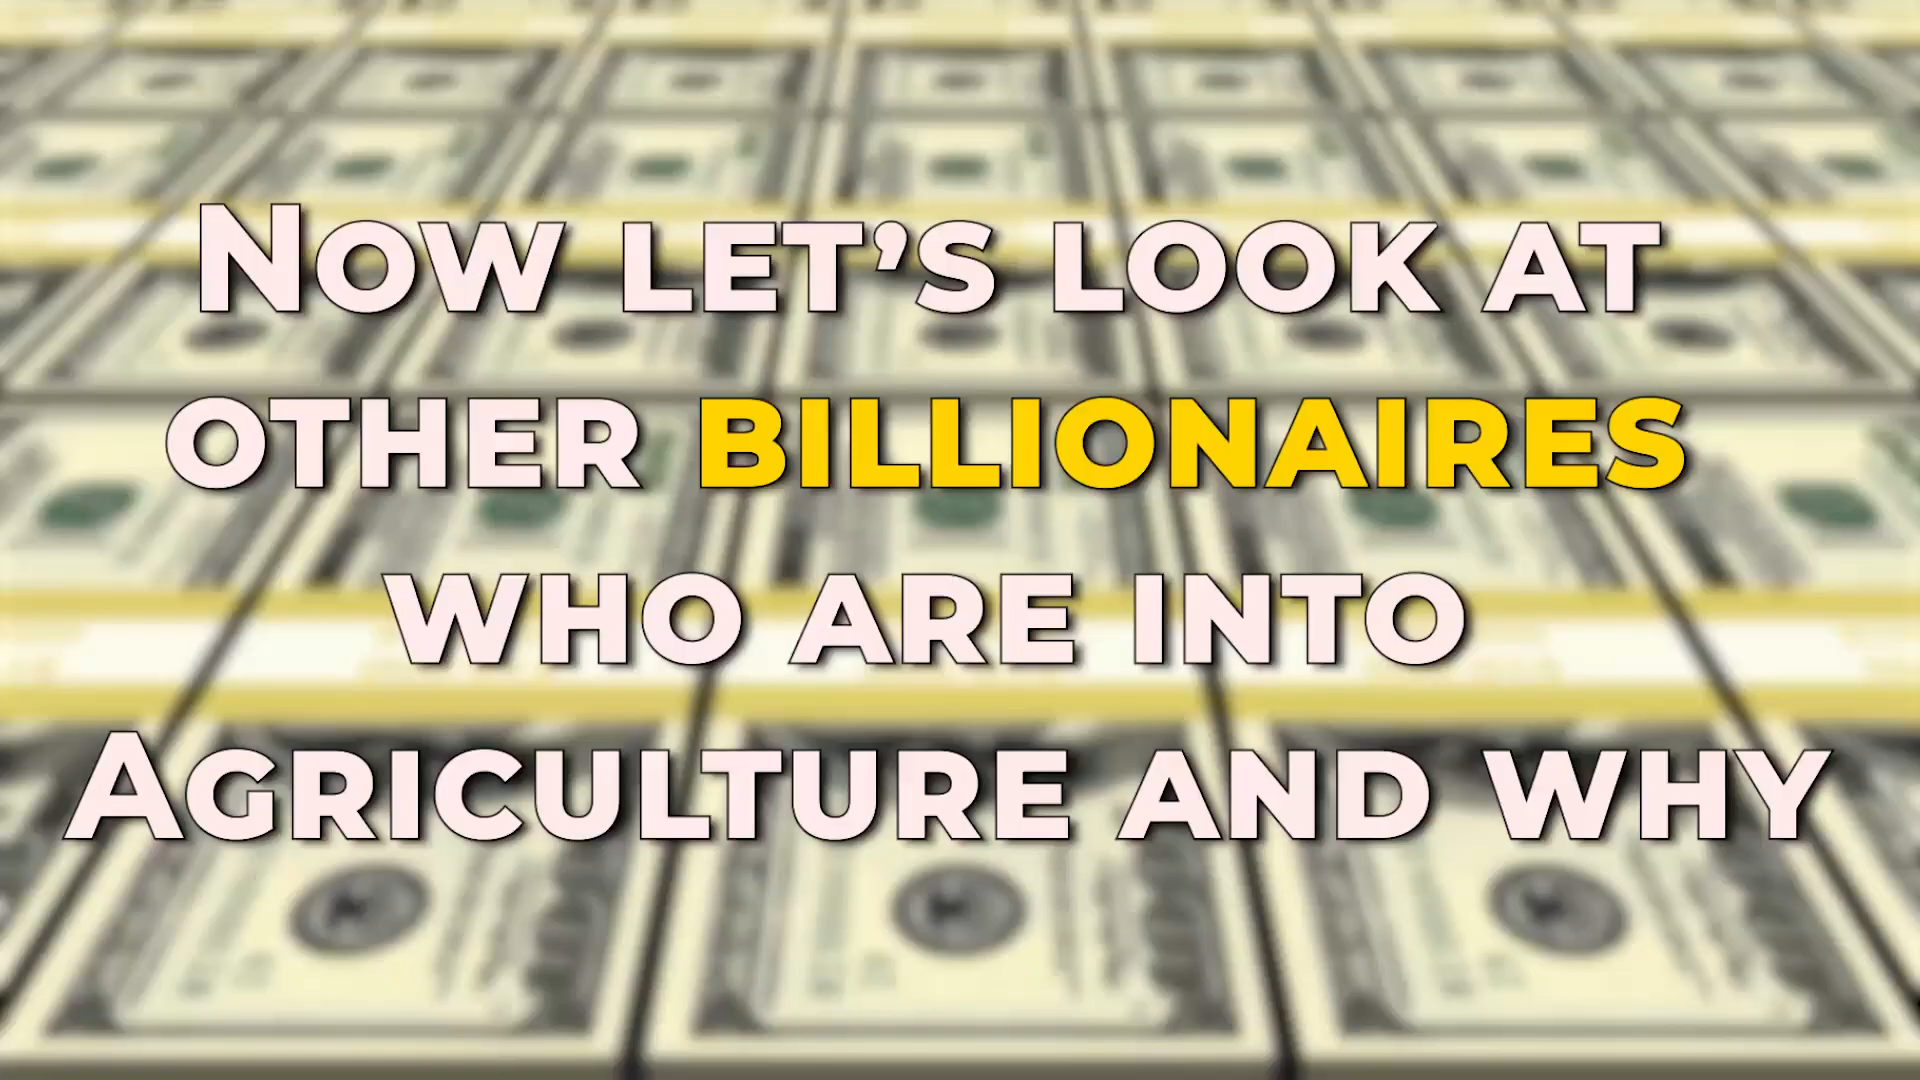 Now let’s look at
other billionaires
who are into
Agriculture and why